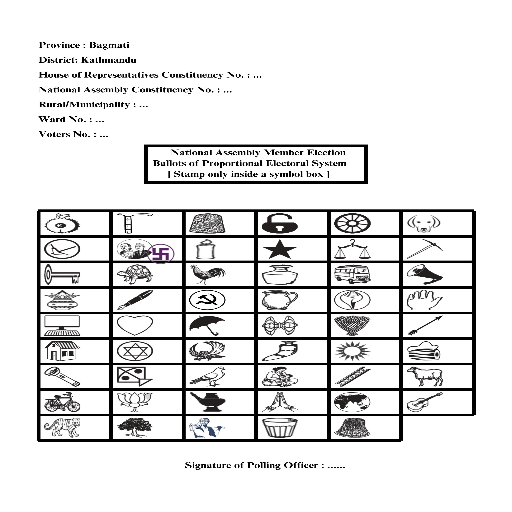 Province : Bagmati
District: Kathmandu
House of Representatives Constituency No. : ...
National Assembly Constituency No. : ...
Rural/Municipality : ...
Ward No. : ...
Voters No. : ...
National Assembly Member Election
Ballots of Proportional Electoral System
[ Stamp only inside a symbol box ]
Signature of Polling Officer : ......